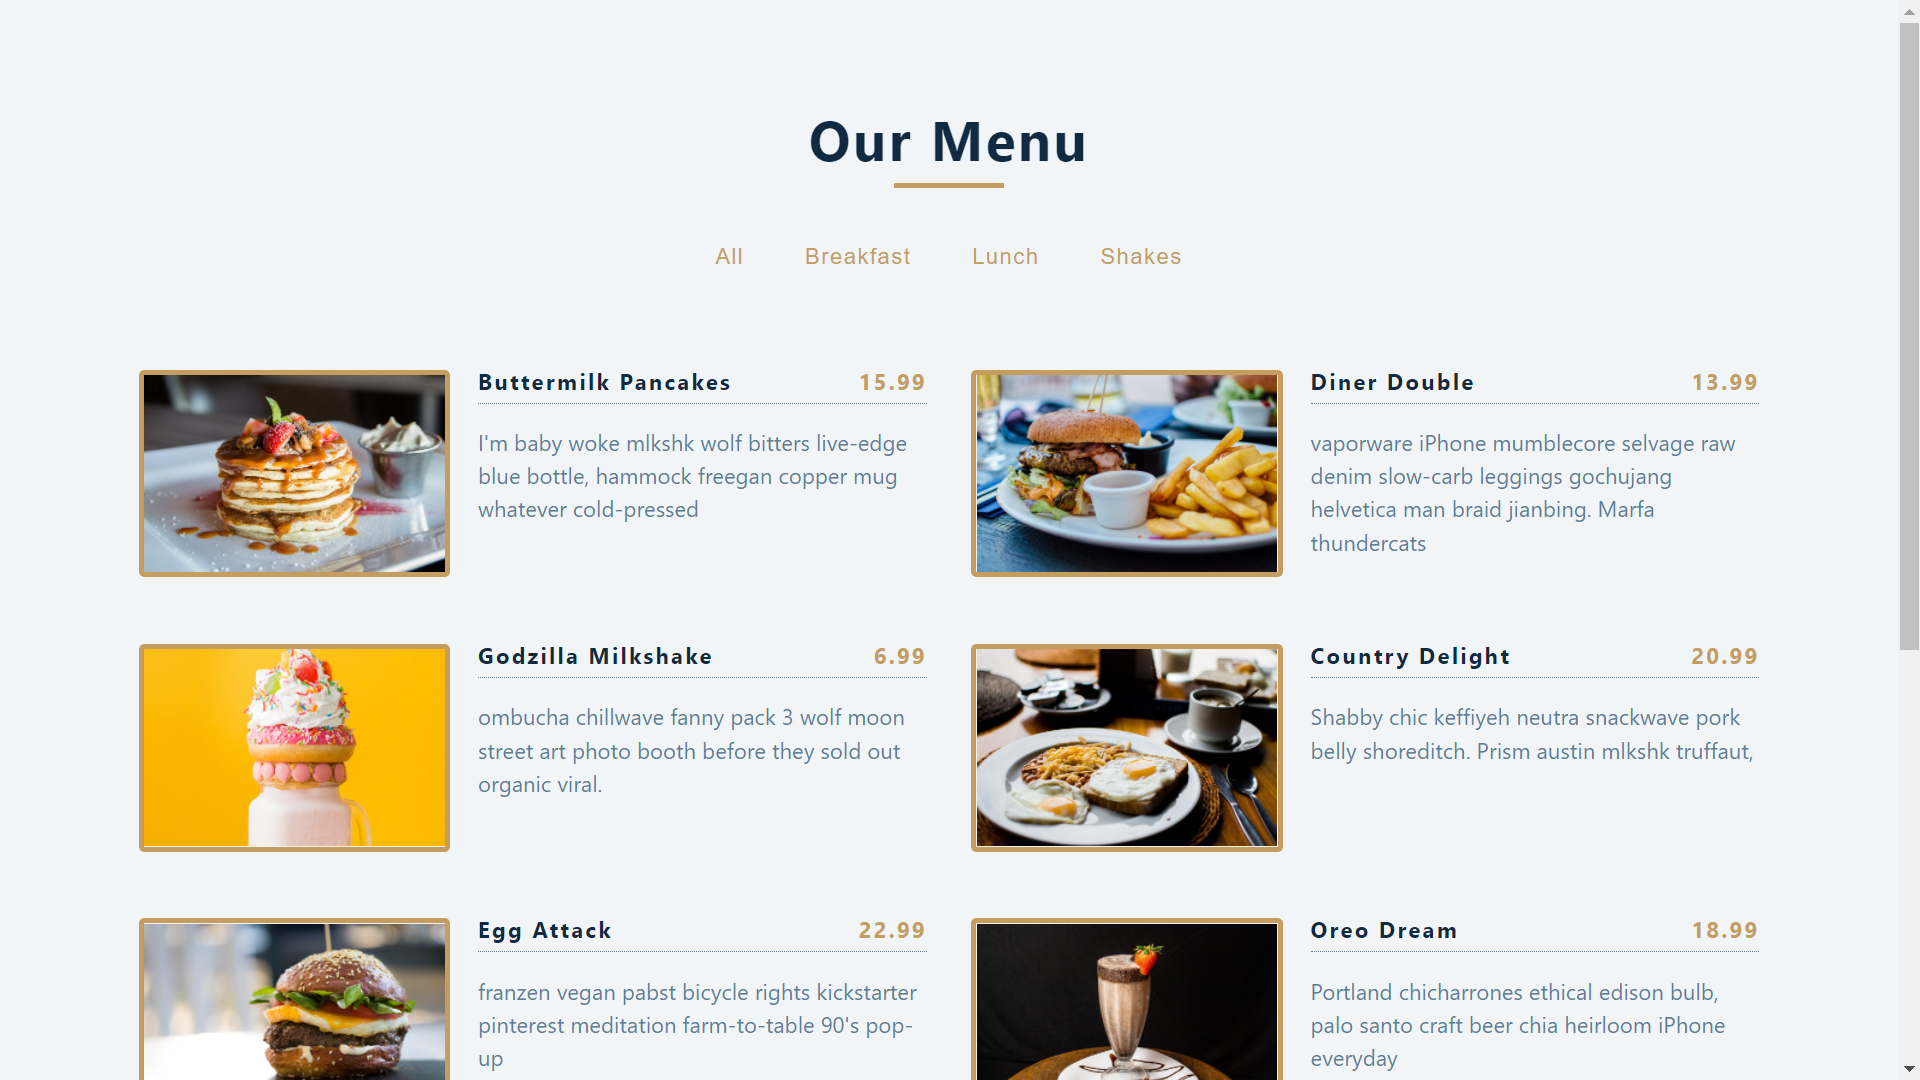 Our Menu
All Breakfast Lunch Shakes
Buttermilk Pancakes 15.99
I'm baby woke mlkshk wolf bitters live-edge
blue bottle, hammock freegan copper mug
whatever cold-pressed
Diner Double 13.99
vaporware iPhone mumblecore selvage raw
denim slow-carb leggings gochujang
helvetica man braid jianbing. Marfa
thundercats
Godzilla Milkshake 6.99
ombucha chillwave fanny pack 3 wolf moon
street art photo booth before they sold out
organic viral.
Country Delight 20.99
Shabby chic keffiyeh neutra snackwave pork
belly shoreditch. Prism austin mlkshk truffaut,
Egg Attack 22.99
franzen vegan pabst bicycle rights kickstarter
pinterest meditation farm-to-table 90's pop-
up
Oreo Dream 18.99
Portland chicharrones ethical edison bulb,
palo santo craft beer chia heirloom iPhone
everyday